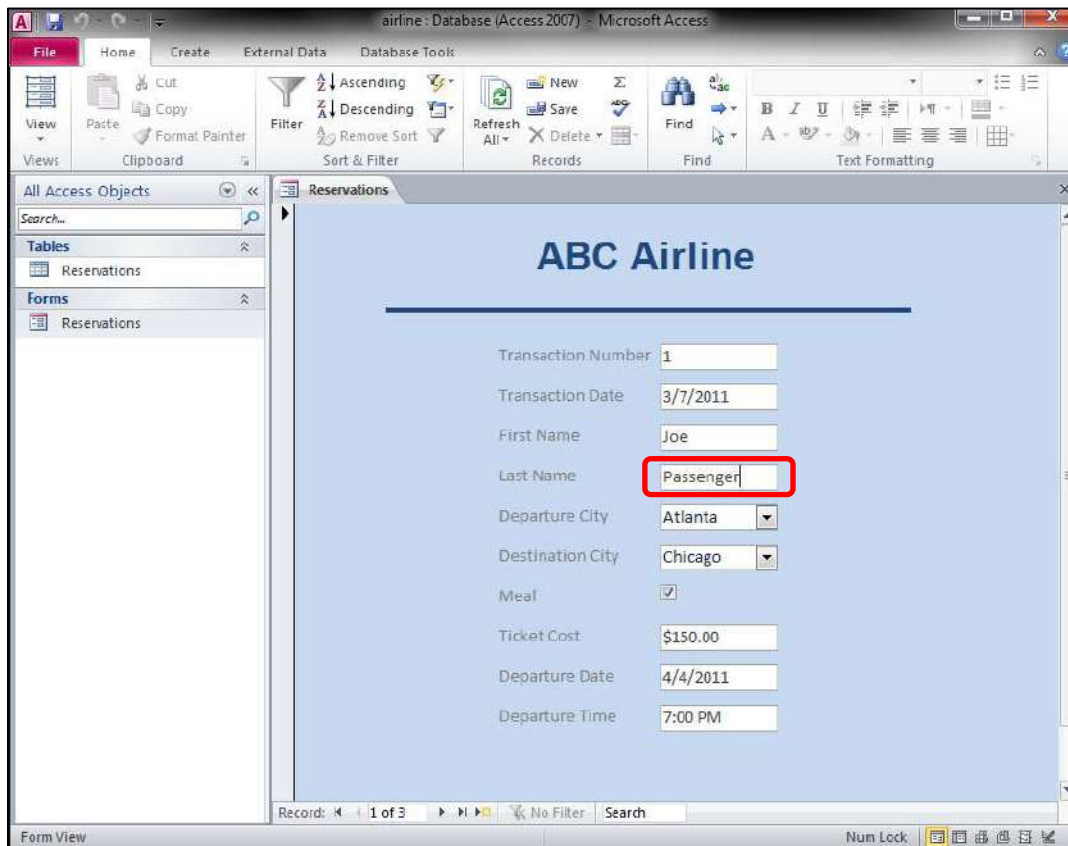 airline : Database (Access 2007) - Microsoft Access
File Home Create External Data Database Tools
View
Views
Paste
Cut
Copy
Format Painter
Clipboard
Filter
Ascending
Descending
Remove Sort
Sort & Filter
Refresh All
New
Save
Delete
Records
Find
Find
B I U
A
Text Formatting
All Access Objects
Search...
Tables
Reservations
Forms
Reservations
Reservations
ABC Airline
Transaction Number 1
Transaction Date 3/7/2011
First Name Joe
Last Name Passenger
Departure City Atlanta
Destination City Chicago
Meal
Ticket Cost $150.00
Departure Date 4/4/2011
Departure Time 7:00 PM
Record: 1 of 3 No Filter Search
Form View Num Lock